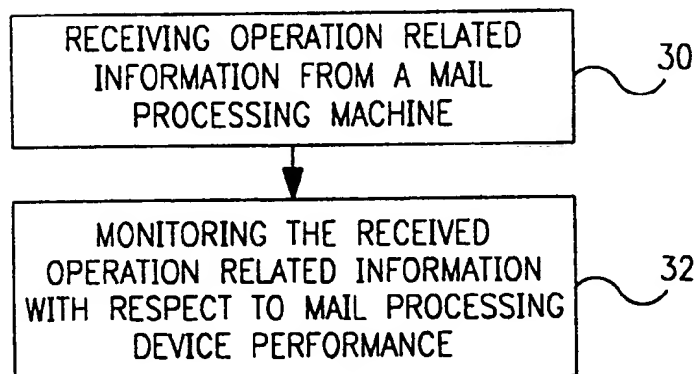 RECEIVING OPERATION RELATED
INFORMATION FROM A MAIL
PROCESSING MACHINE
30
MONITORING THE RECEIVED
OPERATION RELATED INFORMATION
WITH RESPECT TO MAIL PROCESSING
DEVICE PERFORMANCE
32